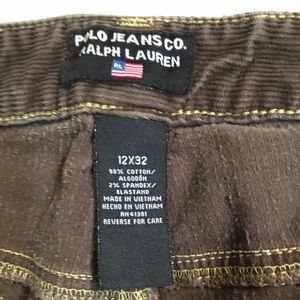 POLO JEANS CO.
RALPH LAUREN
RL
12X32
98% COTTON/
ALGODÓN
2% SPANDEX/
ELASTANO
MADE IN VIETNAM
HECHO EN VIETNAM
RN41381
REVERSE FOR CARE